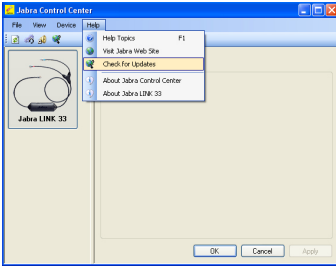 Jabra Control Center
File View Device Help
Help Topics F1
Visit Jabra Web Site
Check for Updates
About Jabra Control Center
About Jabra LINK 33
Jabra LINK 33
OK Cancel Apply